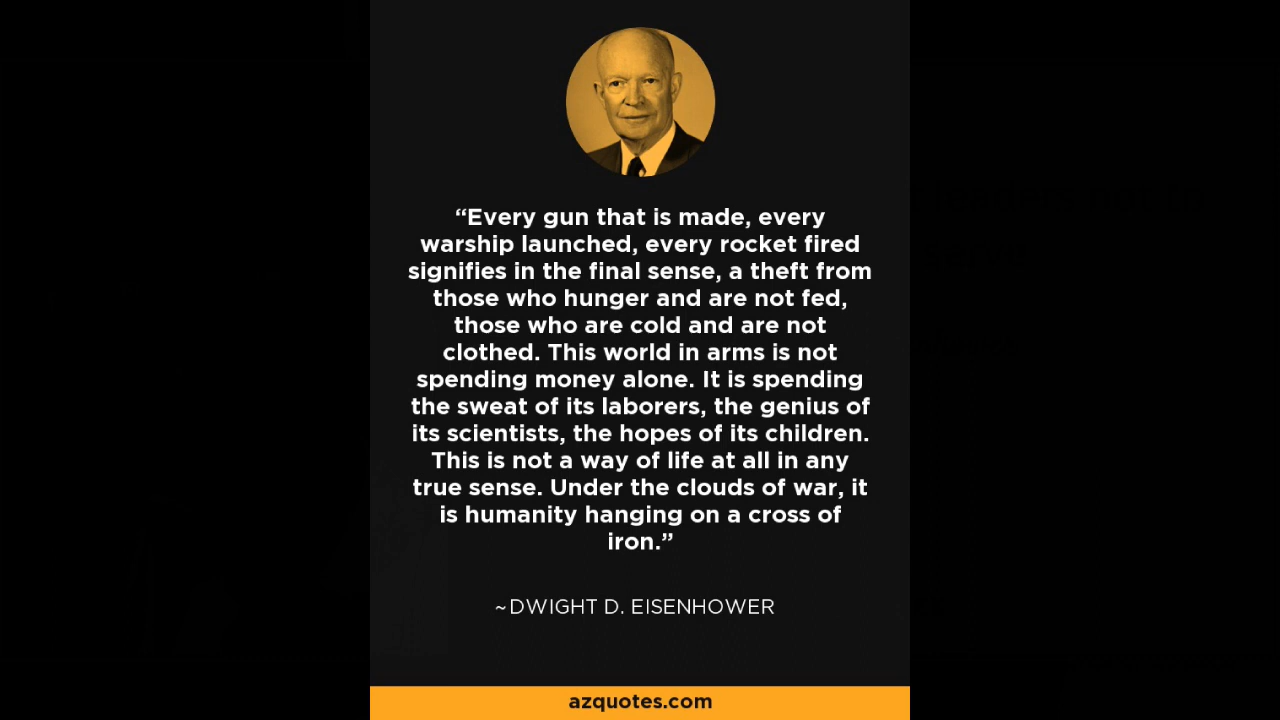 “Every gun that is made, every
warship launched, every rocket fired
signifies in the final sense, a theft from
those who hunger and are not fed,
those who are cold and are not
clothed. This world in arms is not
spending money alone. It is spending
the sweat of its laborers, the genius of
its scientists, the hopes of its children.
This is not a way of life at all in any
true sense. Under the clouds of war, it
is humanity hanging on a cross of
iron.”
~DWIGHT D. EISENHOWER
azquotes.com